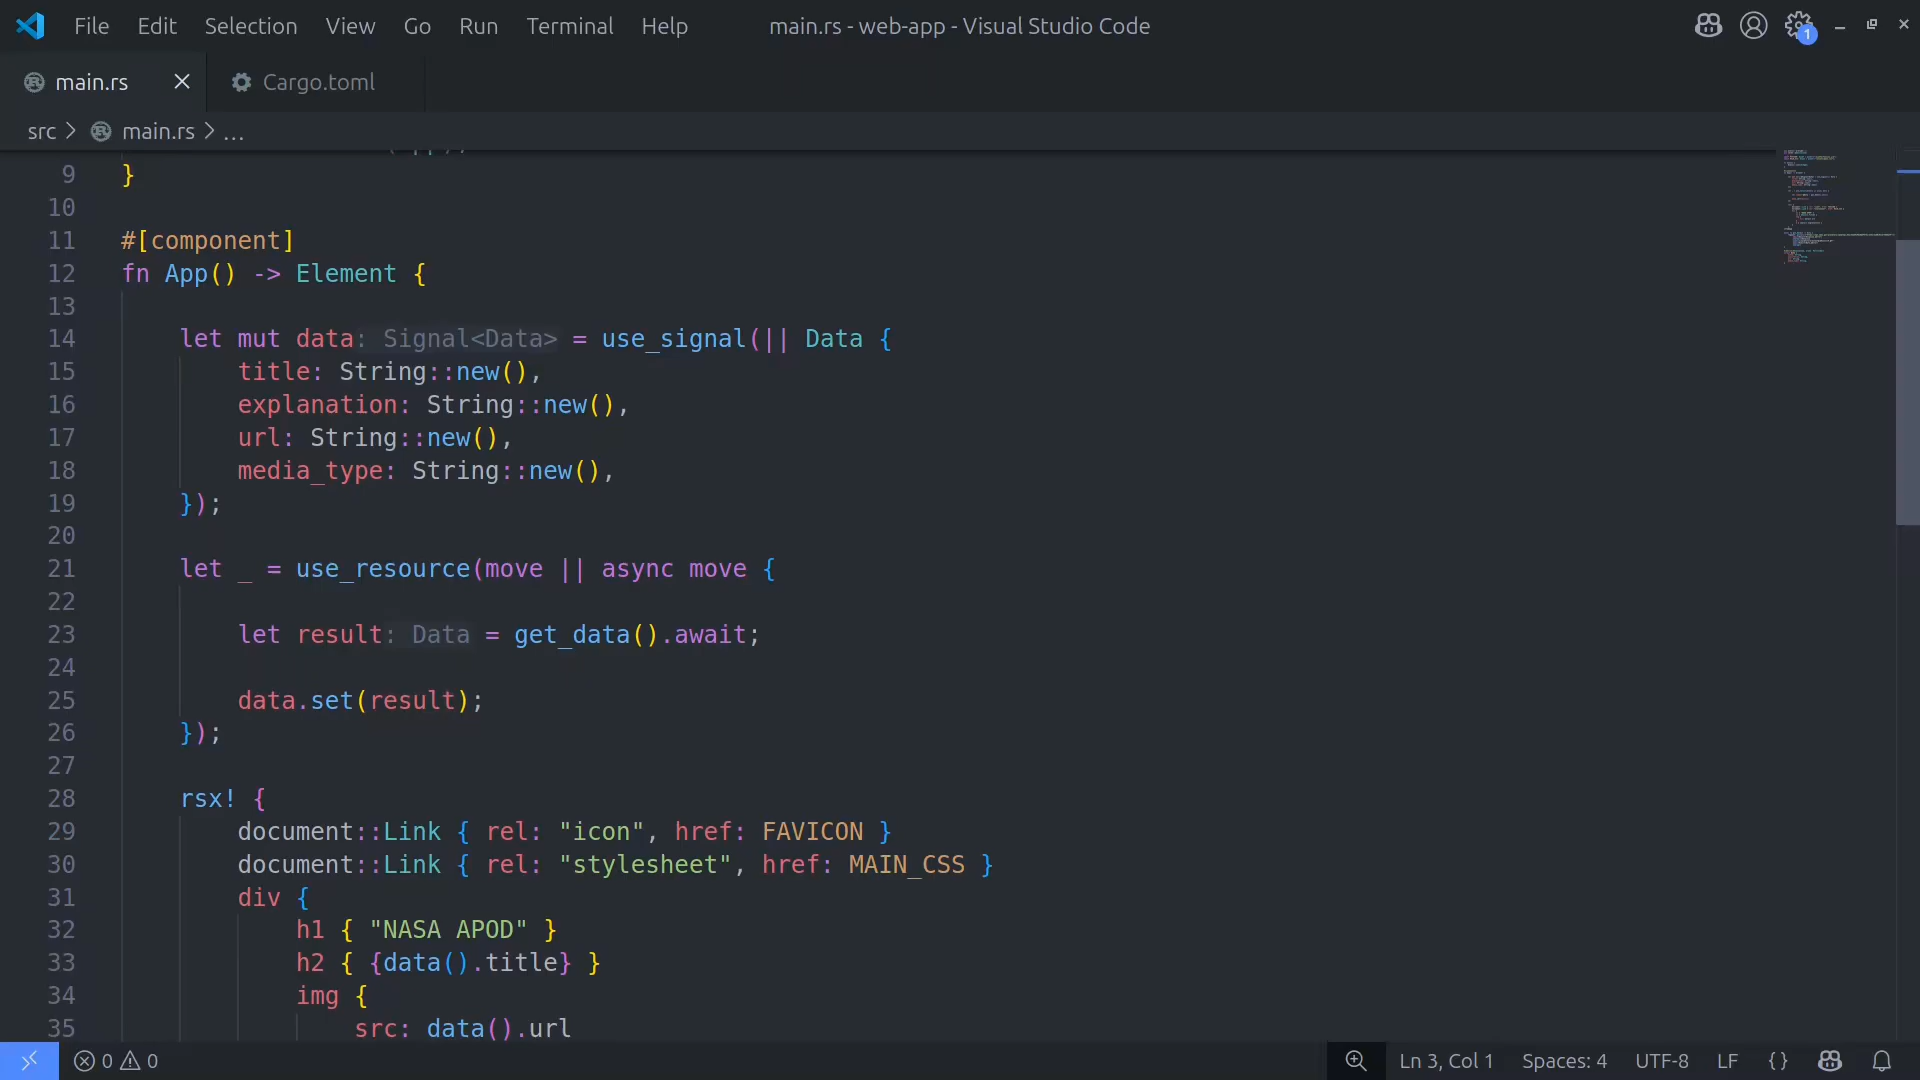 File Edit Selection View Go Run Terminal Help main.rs - web-app - Visual Studio Code 1
main.rs Cargo.toml
src > main.rs > ...
9 }
10
11 #[component]
12 fn App() -> Element {
13
14 let mut data: Signal<Data> = use_signal(|| Data {
15 title: String::new(),
16 explanation: String::new(),
17 url: String::new(),
18 media_type: String::new(),
19 });
20
21 let _ = use_resource(move || async move {
22
23 let result: Data = get_data().await;
24
25 data.set(result);
26 });
27
28 rsx! {
29 document::Link { rel: "icon", href: FAVICON }
30 document::Link { rel: "stylesheet", href: MAIN_CSS }
31 div {
32 h1 { "NASA APOD" }
33 h2 { {data().title} }
34 img {
35 src: data().url
0 0 Ln 3, Col 1 Spaces: 4 UTF-8 LF {}